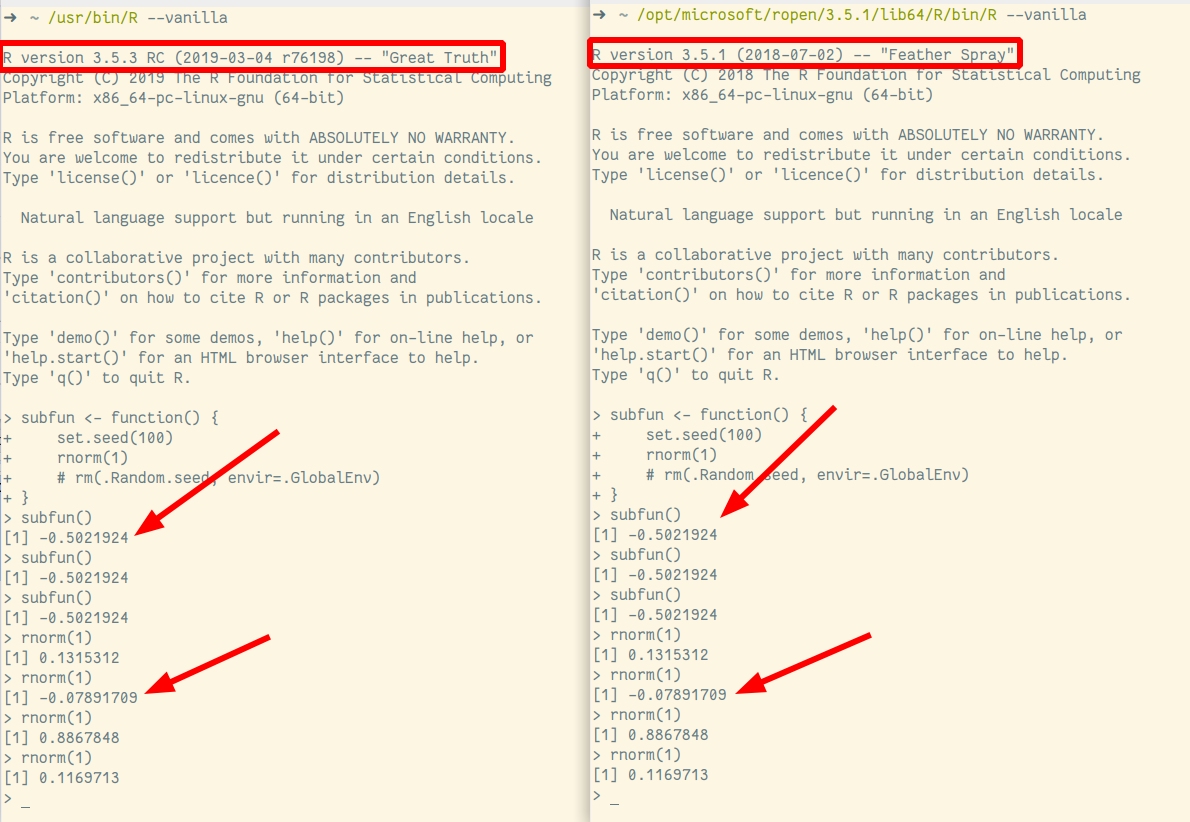 ➜ ~ /usr/bin/R --vanilla
R version 3.5.3 RC (2019-03-04 r76198) -- "Great Truth"
Copyright (C) 2019 The R Foundation for Statistical Computing
Platform: x86_64-pc-linux-gnu (64-bit)
R is free software and comes with ABSOLUTELY NO WARRANTY.
You are welcome to redistribute it under certain conditions.
Type 'license()' or 'licence()' for distribution details.
Natural language support but running in an English locale
R is a collaborative project with many contributors.
Type 'contributors()' for more information and
'citation()' on how to cite R or R packages in publications.
Type 'demo()' for some demos, 'help()' for on-line help, or
'help.start()' for an HTML browser interface to help.
Type 'q()' to quit R.
> subfun <- function() {
+     set.seed(100)
+     rnorm(1)
+     # rm(.Random.seed, envir=.GlobalEnv)
+ }
> subfun()
[1] -0.5021924
> subfun()
[1] -0.5021924
> subfun()
[1] -0.5021924
> rnorm(1)
[1] 0.1315312
> rnorm(1)
[1] -0.07891709
> rnorm(1)
[1] 0.8867848
> rnorm(1)
[1] 0.1169713
> _
➜ ~ /opt/microsoft/ropen/3.5.1/lib64/R/bin/R --vanilla
R version 3.5.1 (2018-07-02) -- "Feather Spray"
Copyright (C) 2018 The R Foundation for Statistical Computing
Platform: x86_64-pc-linux-gnu (64-bit)
R is free software and comes with ABSOLUTELY NO WARRANTY.
You are welcome to redistribute it under certain conditions.
Type 'license()' or 'licence()' for distribution details.
Natural language support but running in an English locale
R is a collaborative project with many contributors.
Type 'contributors()' for more information and
'citation()' on how to cite R or R packages in publications.
Type 'demo()' for some demos, 'help()' for on-line help, or
'help.start()' for an HTML browser interface to help.
Type 'q()' to quit R.
> subfun <- function() {
+     set.seed(100)
+     rnorm(1)
+     # rm(.Random.seed, envir=.GlobalEnv)
+ }
> subfun()
[1] -0.5021924
> subfun()
[1] -0.5021924
> subfun()
[1] -0.5021924
> rnorm(1)
[1] 0.1315312
> rnorm(1)
[1] -0.07891709
> rnorm(1)
[1] 0.8867848
> rnorm(1)
[1] 0.1169713
> _